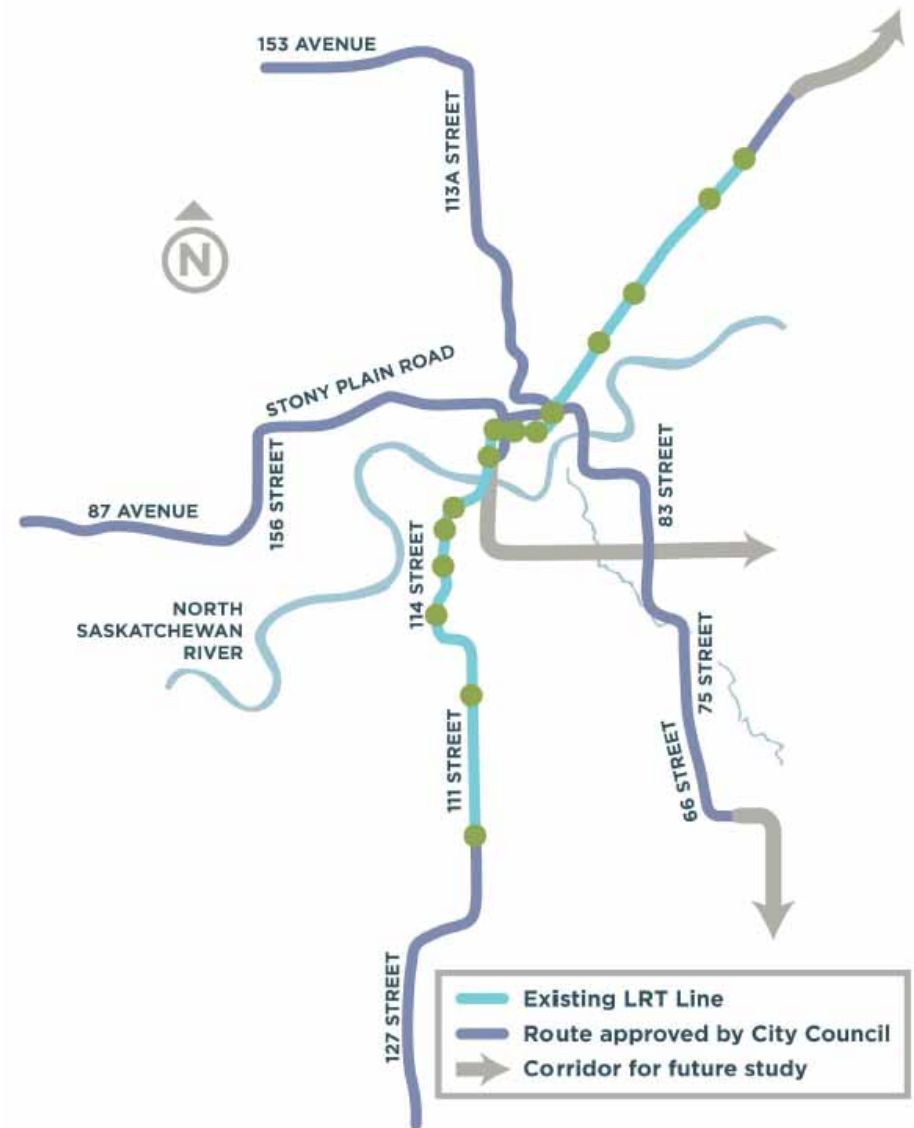 153 AVENUE
113A STREET
N
STONY PLAIN ROAD
156 STREET
87 AVENUE
83 STREET
114 STREET
NORTH
SASKATCHEWAN
RIVER
75 STREET
111 STREET
66 STREET
127 STREET
Existing LRT Line
Route approved by City Council
Corridor for future study